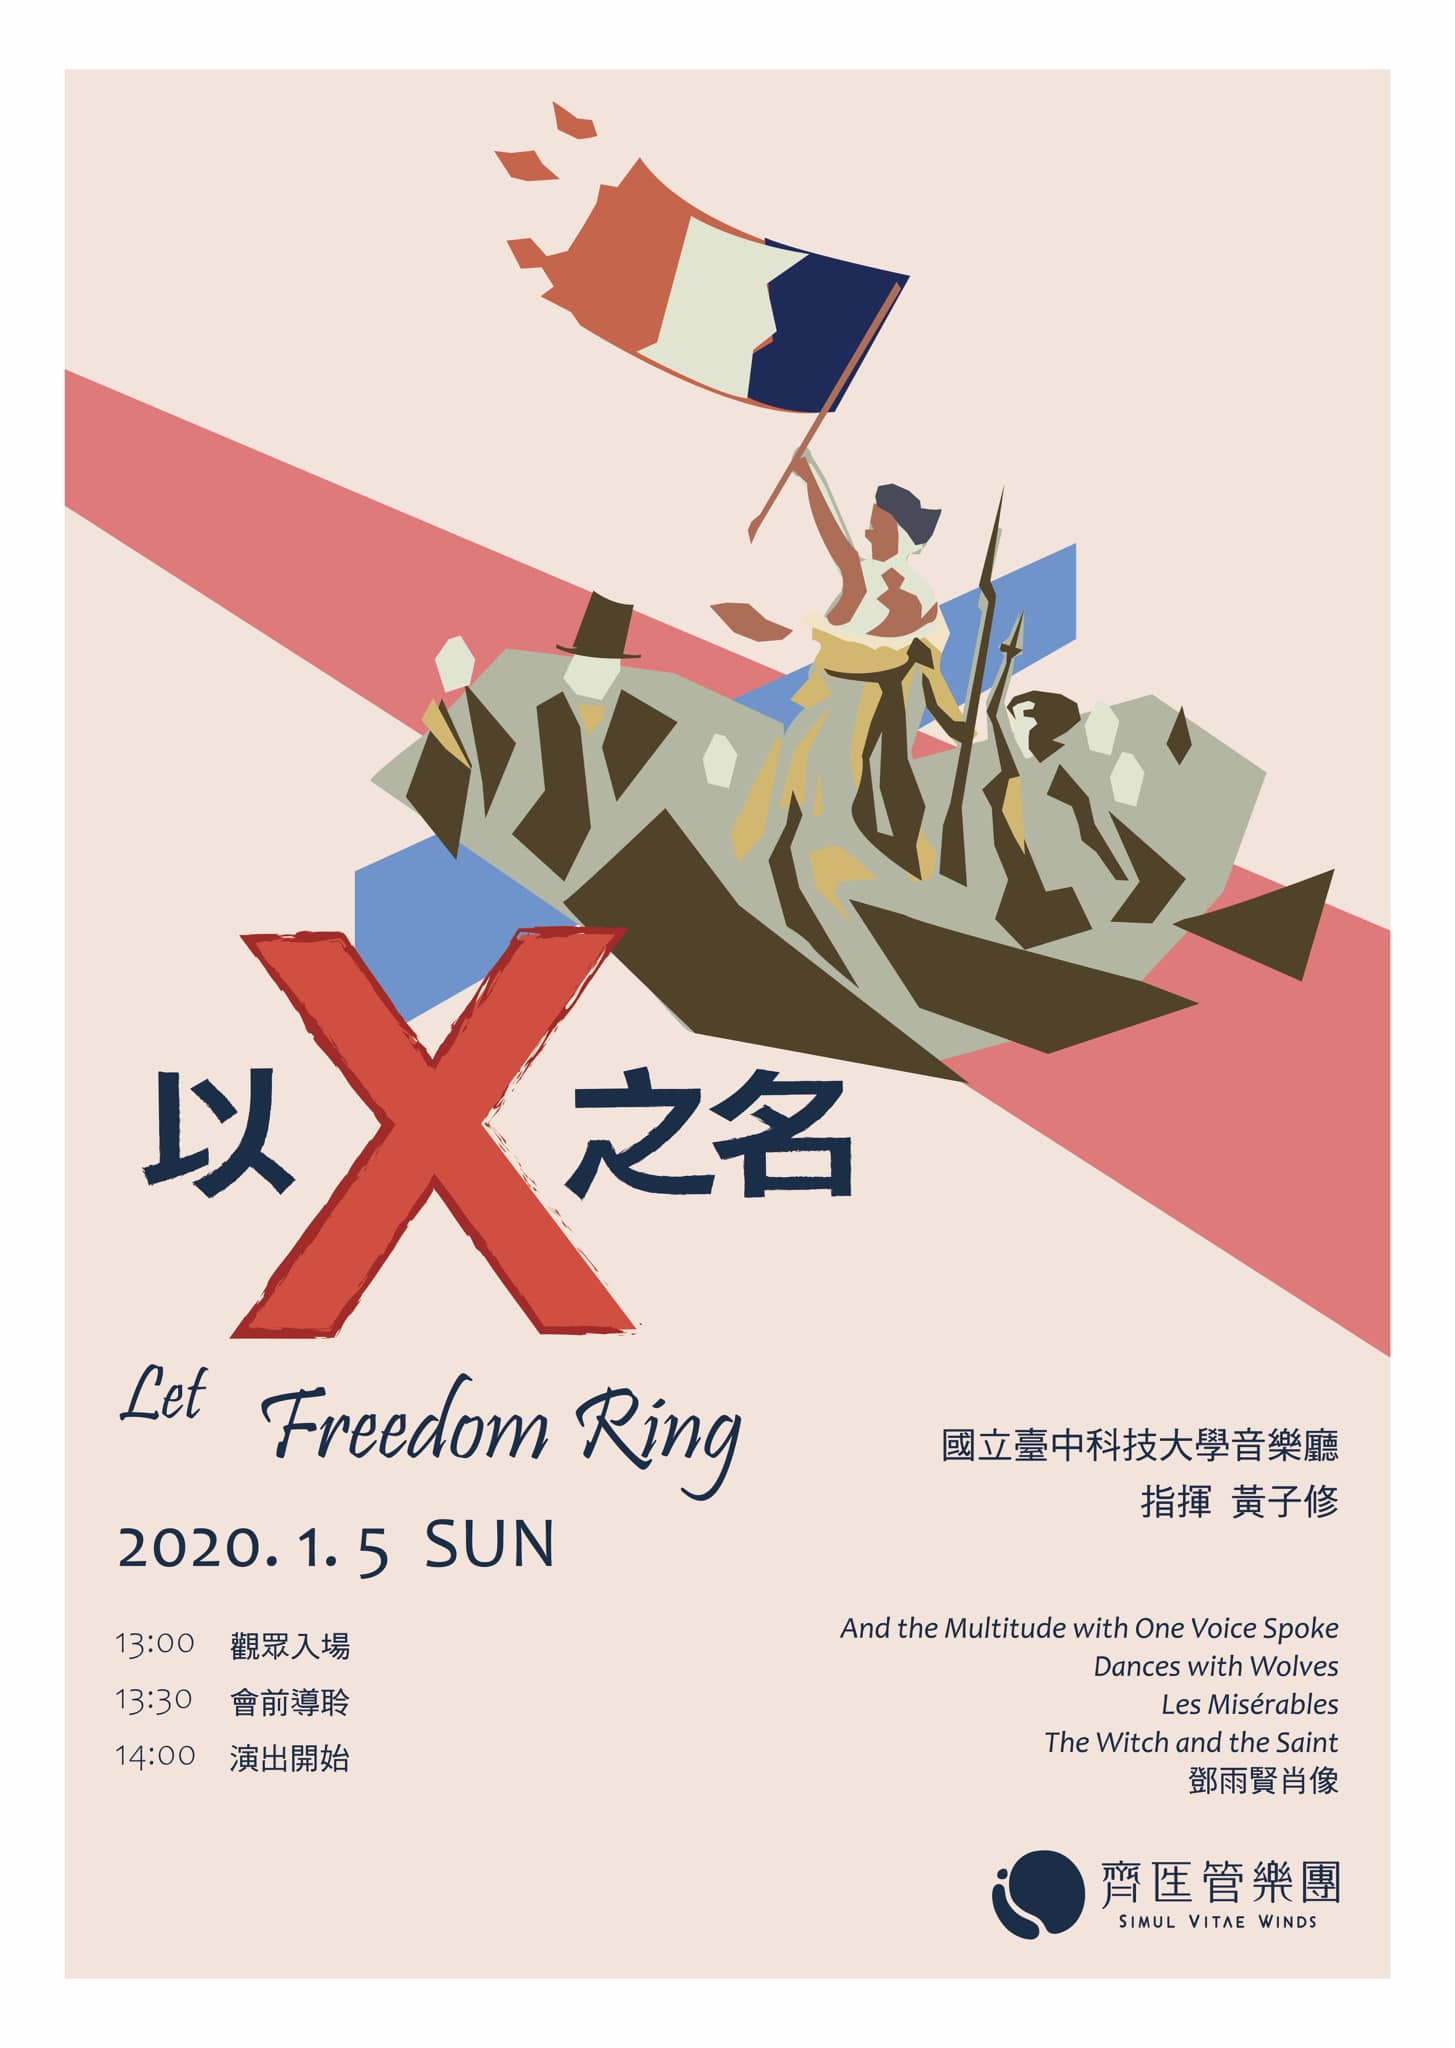 以X之名
Let Freedom Ring
2020. 1. 5 SUN
13:00 觀眾入場
13:30 會前導聆
14:00 演出開始
國立臺中科技大學音樂廳
指揮 黃子修
And the Multitude with One Voice Spoke
Dances with Wolves
Les Misérables
The Witch and the Saint
鄧雨賢肖像
齊匡管樂團
SIMUL VITAE WINDS